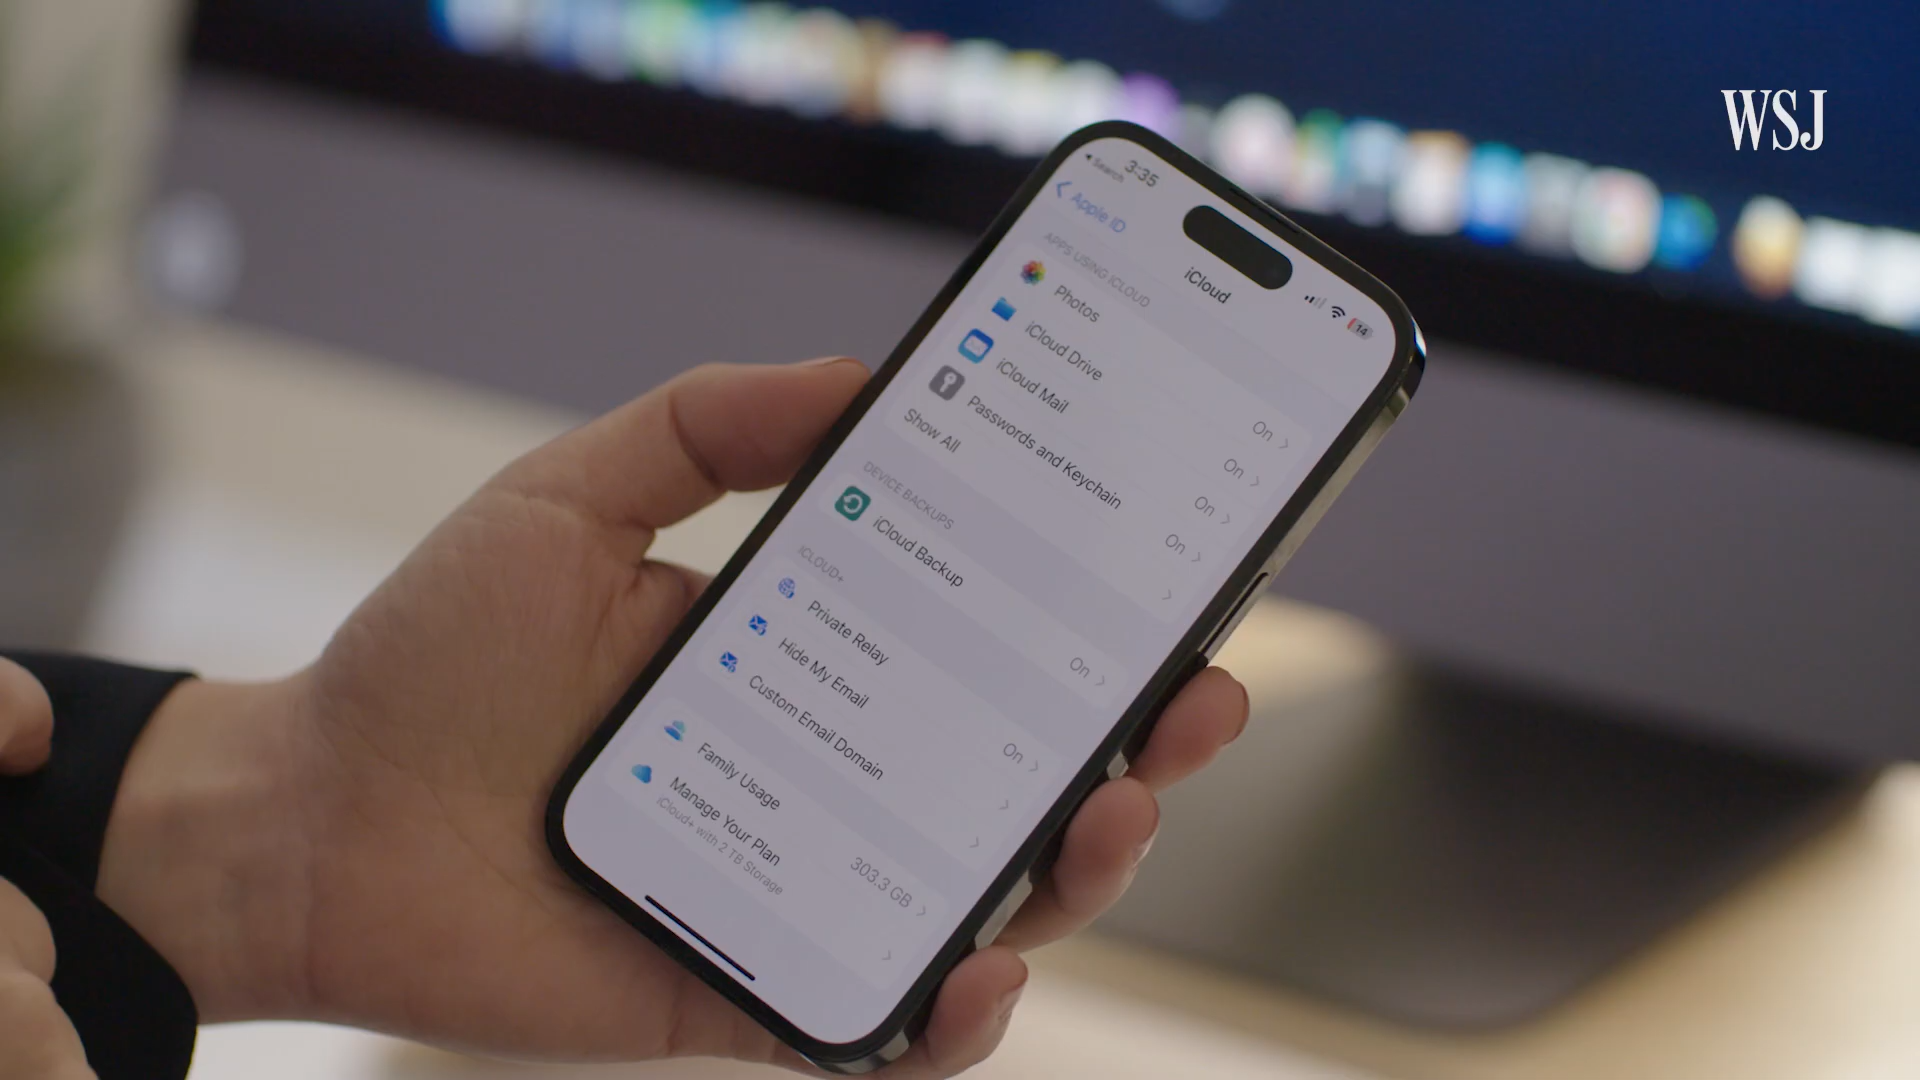 WSJ
Search
3:35
14
Apple ID
iCloud
APPS USING ICLOUD
Photos On
iCloud Drive On
iCloud Mail On
Passwords and Keychain On
Show All
DEVICE BACKUPS
iCloud Backup On
ICLOUD+
Private Relay On
Hide My Email
Custom Email Domain
Family Usage 303.3 GB
Manage Your Plan
iCloud+ with 2 TB Storage